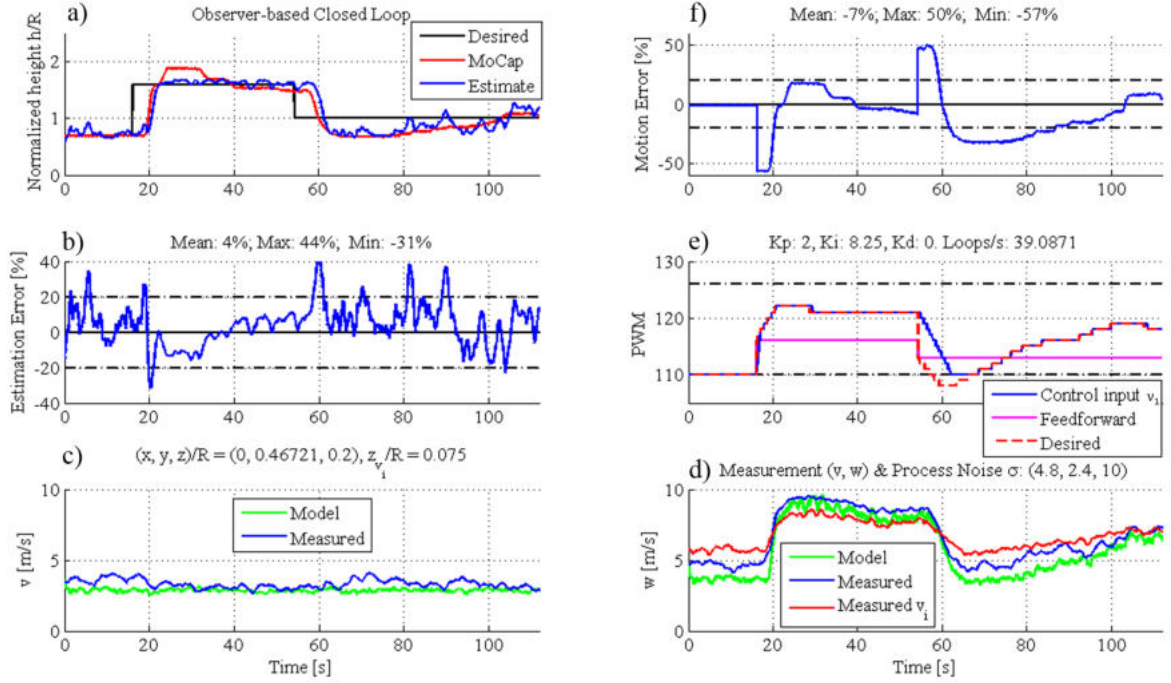 a)
Observer-based Closed Loop
Normalized height h/R
2
1
0
Desired
MoCap
Estimate
0 20 40 60 80 100
f)
Mean: -7%; Max: 50% Min: -57%
Motion Error [%]
50
0
-50
0 20 40 60 80 100
b)
Mean: 4%; Max: 44%; Min: -31%
Estimation Error [%]
40
20
0
-20
-40
0 20 40 60 80 100
e)
Kp: 2, Ki: 8.25, Kd: 0. Loops/s: 39.0871
PWM
130
120
110
Control input νi
Feedforward
Desired
0 20 40 60
c)
(x, y, z)/R = (0, 0.46721, 0.2), zvi/R = 0.075
v [m/s]
10
5
0
Model
Measured
0 20 40 60 80 100
Time [s]
d)
Measurement (v, w) & Process Noise σ: (4.8, 2.4, 10)
w [m/s]
10
5
0
Model
Measured
Measured vi
0 20 40 60 80 100
Time [s]